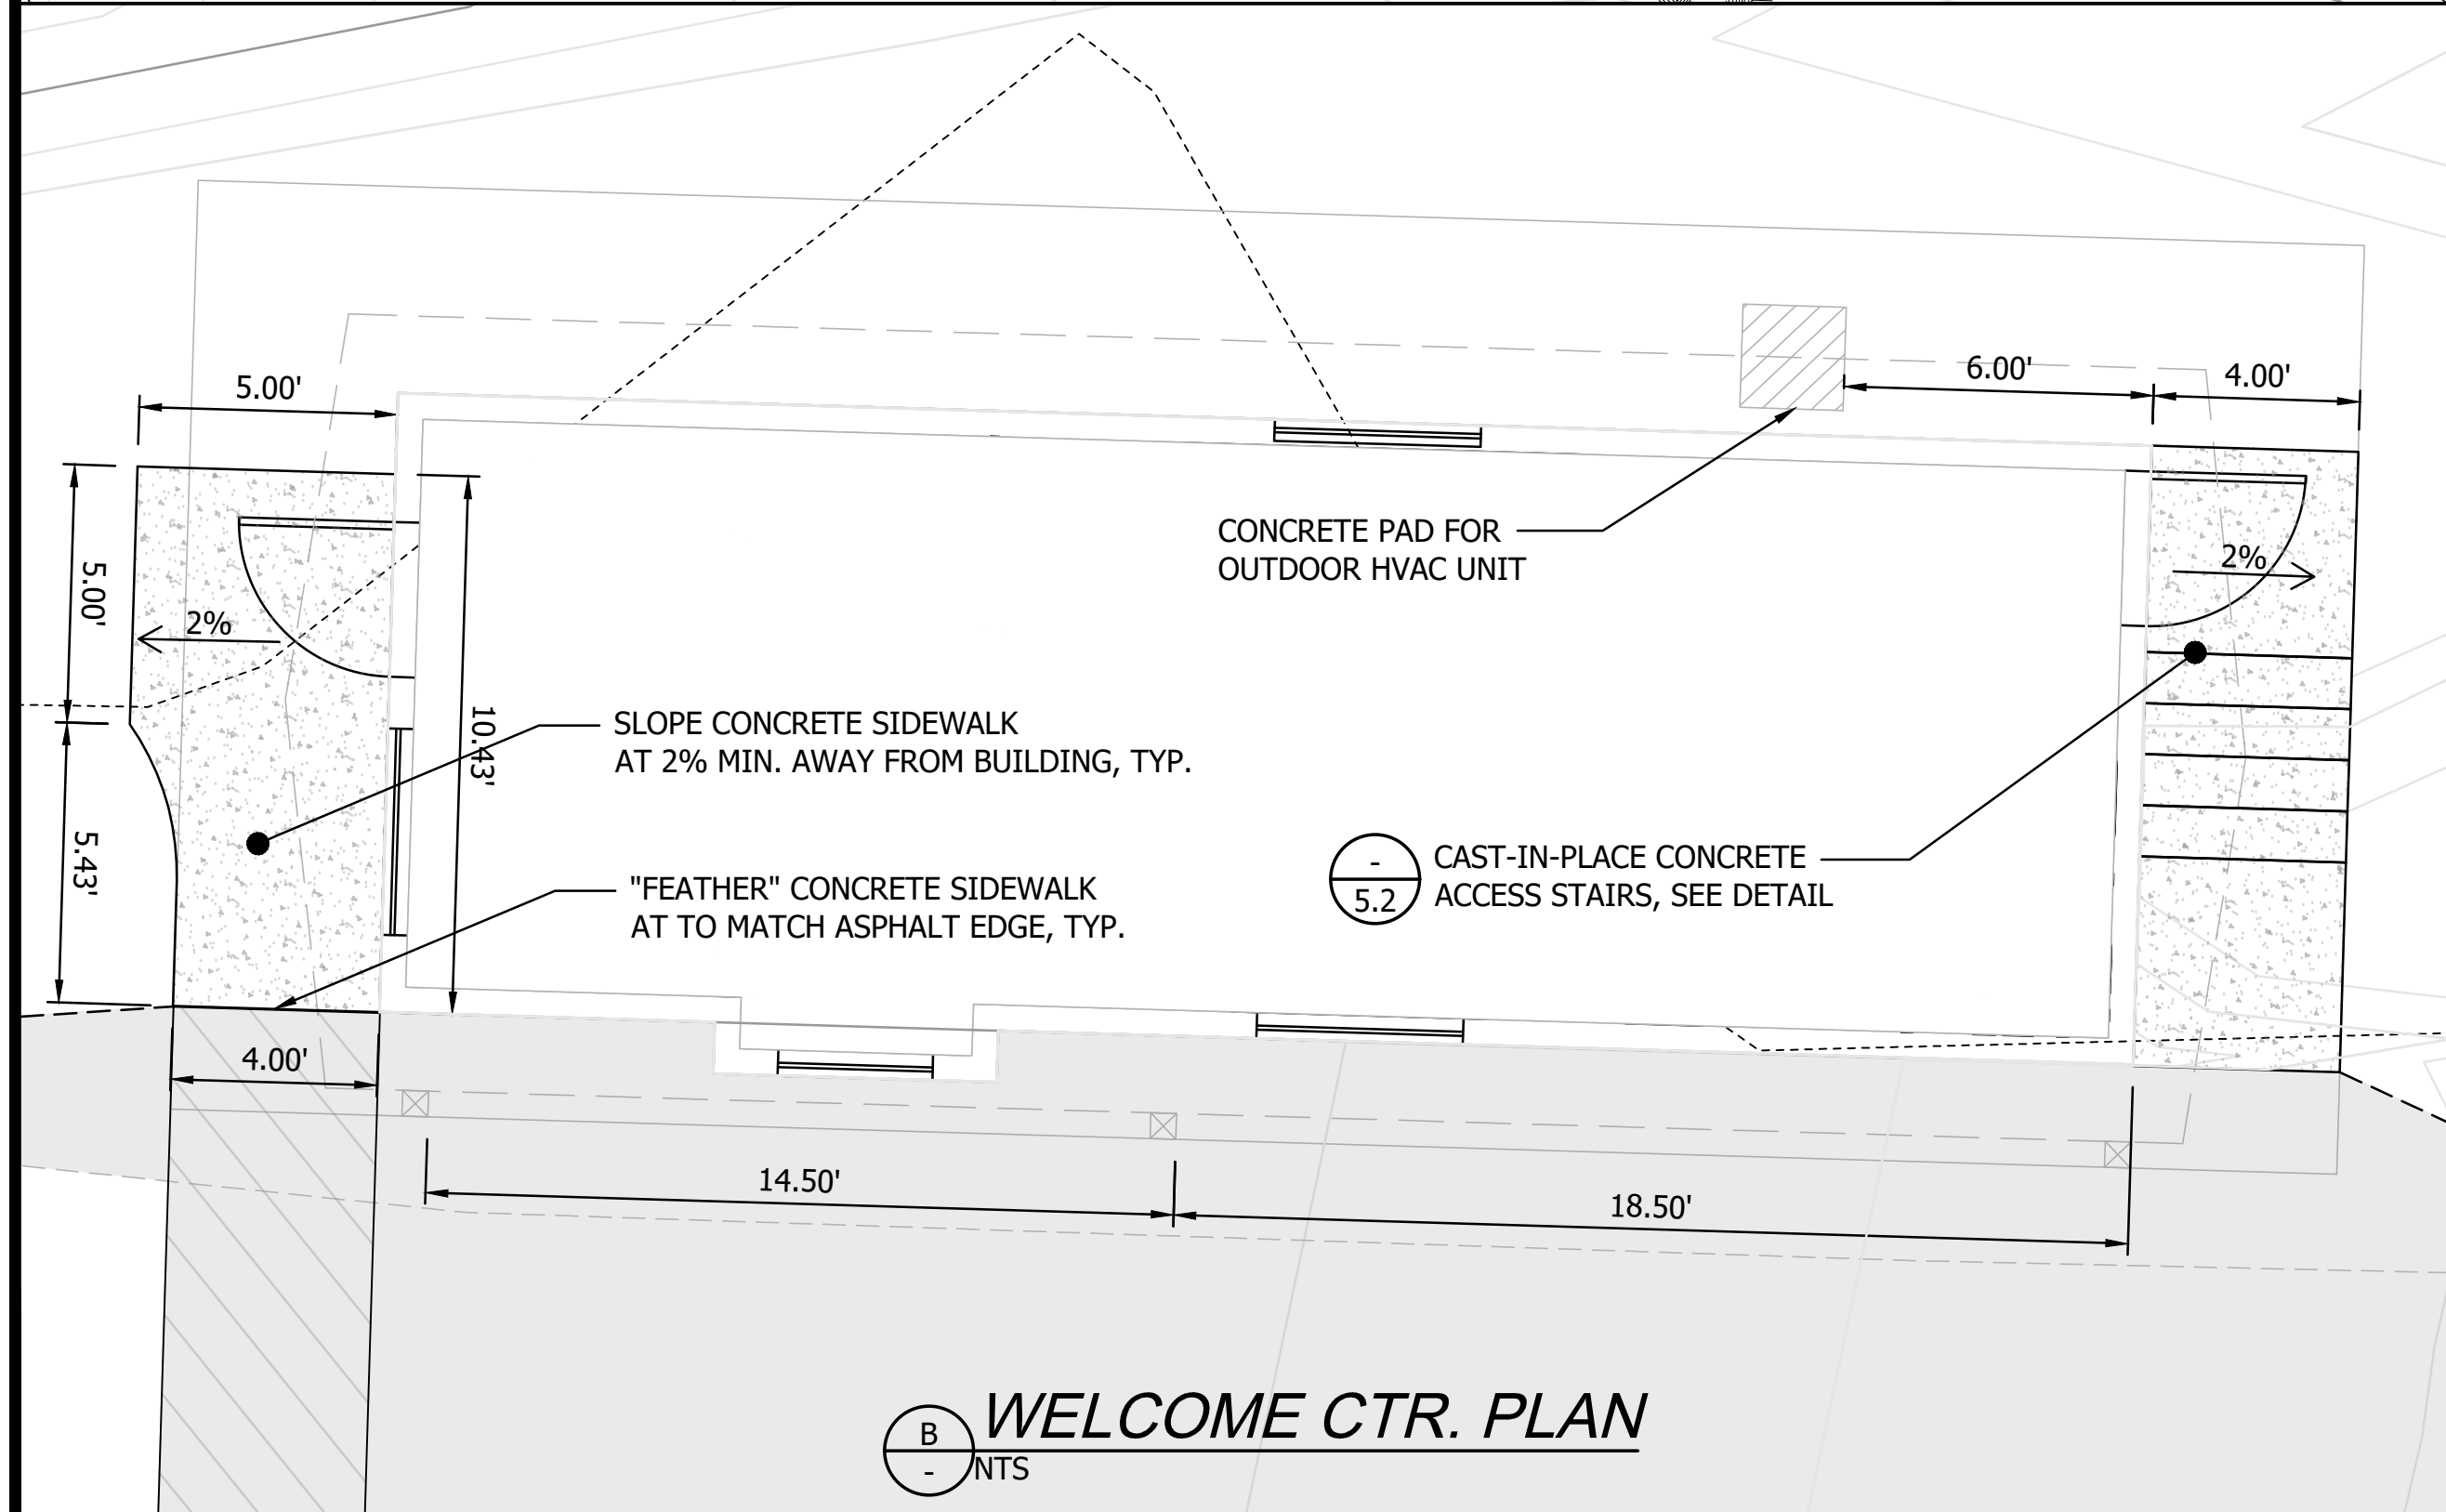 5.00'
6.00'
4.00'
CONCRETE PAD FOR
OUTDOOR HVAC UNIT
2%
5.00'
2%
10.43'
SLOPE CONCRETE SIDEWALK
AT 2% MIN. AWAY FROM BUILDING, TYP.
5.43'
"FEATHER" CONCRETE SIDEWALK
AT TO MATCH ASPHALT EDGE, TYP.
-
5.2
CAST-IN-PLACE CONCRETE
ACCESS STAIRS, SEE DETAIL
4.00'
14.50'
18.50'
B
-
WELCOME CTR. PLAN
NTS